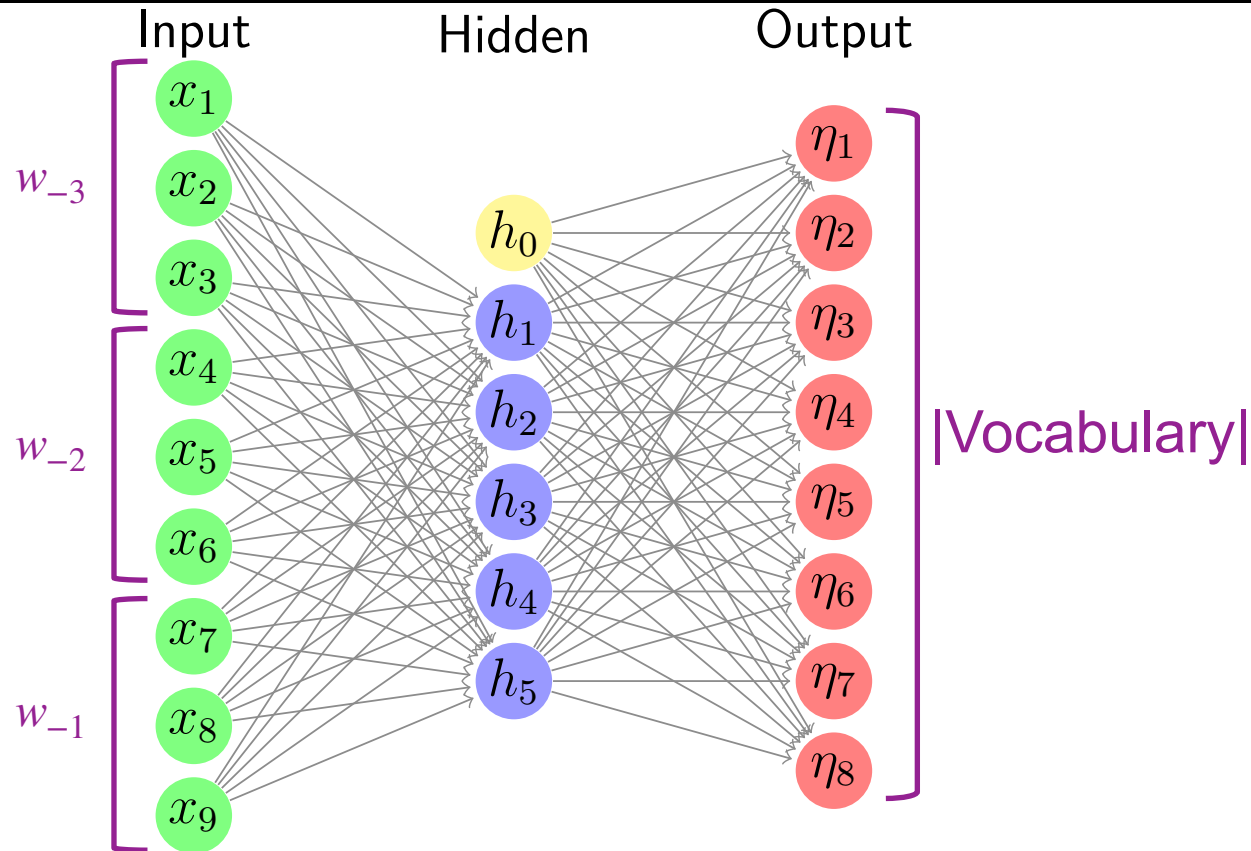 Input
Hidden
Output
w₋₃
x₁
x₂
x₃
w₋₂
x₄
x₅
x₆
w₋₁
x₇
x₈
x₉
h₀
h₁
h₂
h₃
h₄
h₅
η₁
η₂
η₃
η₄
η₅
η₆
η₇
η₈
|Vocabulary|